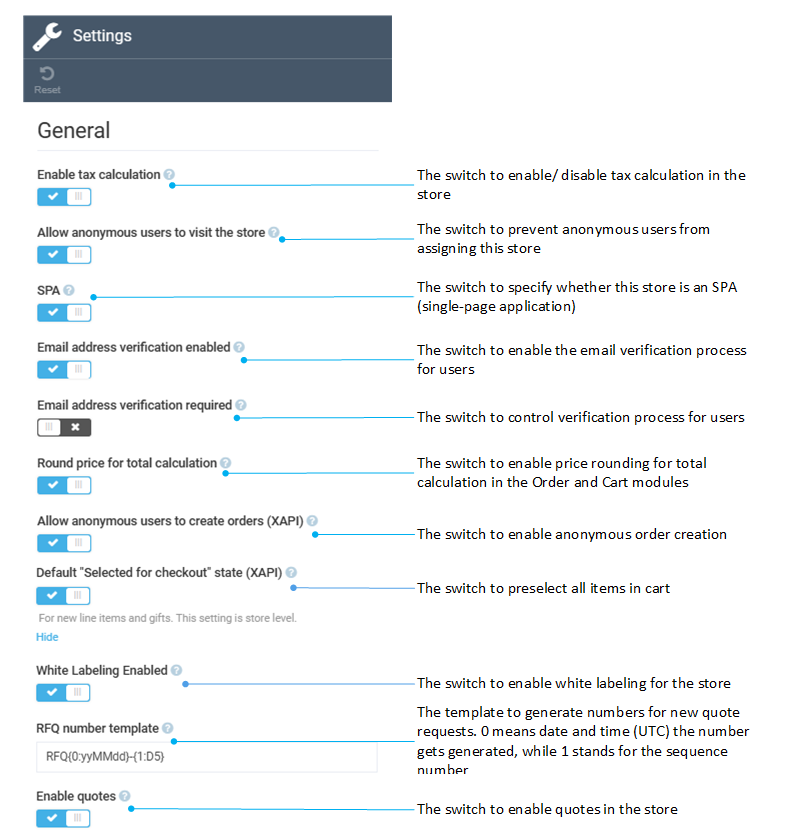 Settings
Reset
General
Enable tax calculation
The switch to enable/ disable tax calculation in the
store
Allow anonymous users to visit the store
The switch to prevent anonymous users from
assigning this store
SPA
The switch to specify whether this store is an SPA
(single-page application)
Email address verification enabled
The switch to enable the email verification process
for users
Email address verification required
The switch to control verification process for users
Round price for total calculation
The switch to enable price rounding for total
calculation in the Order and Cart modules
Allow anonymous users to create orders (XAPI)
The switch to enable anonymous order creation
Default "Selected for checkout" state (XAPI)
The switch to preselect all items in cart
For new line items and gifts. This setting is store level.
Hide
White Labeling Enabled
The switch to enable white labeling for the store
RFQ number template
RFQ{0:yyMMdd}-{1:D5}
The template to generate numbers for new quote
requests. 0 means date and time (UTC) the number
gets generated, while 1 stands for the sequence
number
Enable quotes
The switch to enable quotes in the store